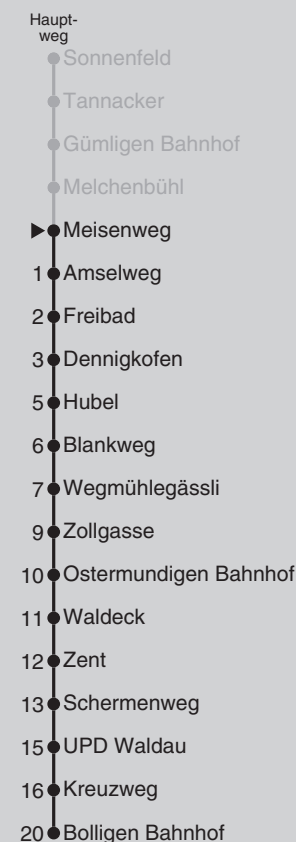 Haupt-
weg
Sonnenfeld
Tannacker
Gümligen Bahnhof
Melchenbühl
Meisenweg
1 Amselweg
2 Freibad
3 Dennigkofen
5 Hubel
6 Blankweg
7 Wegmühlegässli
9 Zollgasse
10 Ostermundigen Bahnhof
11 Waldeck
12 Zent
13 Schermenweg
15 UPD Waldau
16 Kreuzweg
20 Bolligen Bahnhof